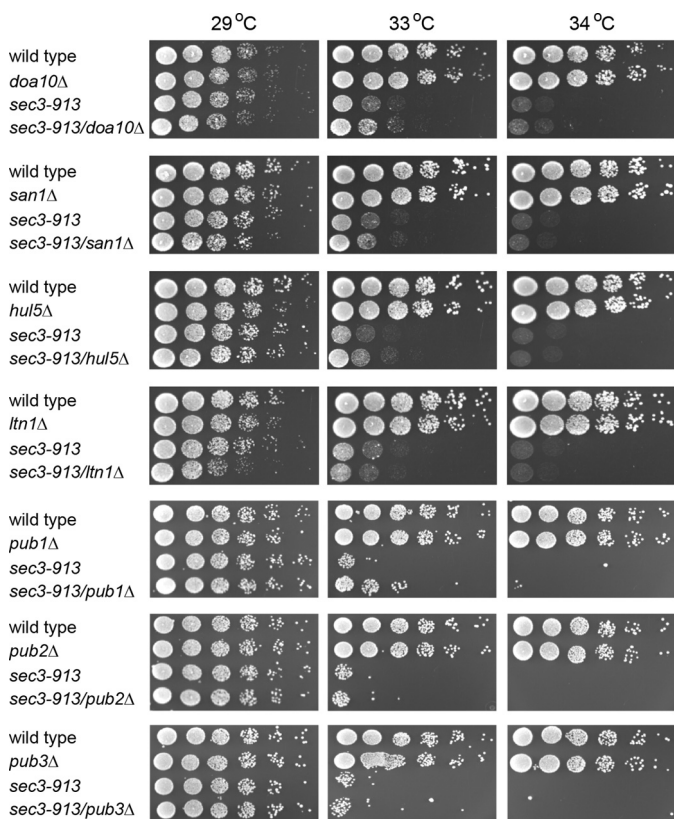 29 °C 33 °C 34 °C
wild type
doa10Δ
sec3-913
sec3-913/doa10Δ
wild type
san1Δ
sec3-913
sec3-913/san1Δ
wild type
hul5Δ
sec3-913
sec3-913/hul5Δ
wild type
ltn1Δ
sec3-913
sec3-913/ltn1Δ
wild type
pub1Δ
sec3-913
sec3-913/pub1Δ
wild type
pub2Δ
sec3-913
sec3-913/pub2Δ
wild type
pub3Δ
sec3-913
sec3-913/pub3Δ